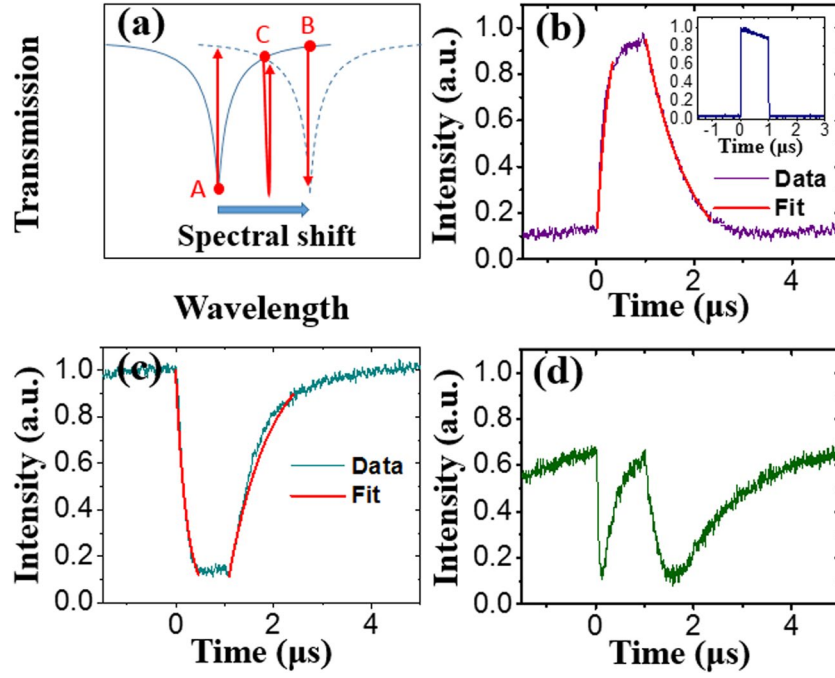 (a)
C
B
A
Spectral shift
Transmission
Wavelength
(b)
1.0
0.8
0.6
0.4
0.2
0.0
Intensity (a.u.)
1.0
0.8
0.6
0.4
0.2
0.0
-1 0 1 2 3
Time (μs)
Data
Fit
0 2 4
Time (μs)
(c)
1.0
0.8
0.6
0.4
0.2
0.0
Intensity (a.u.)
Data
Fit
0 2 4
Time (μs)
(d)
1.0
0.8
0.6
0.4
0.2
0.0
Intensity (a.u.)
0 2 4
Time (μs)